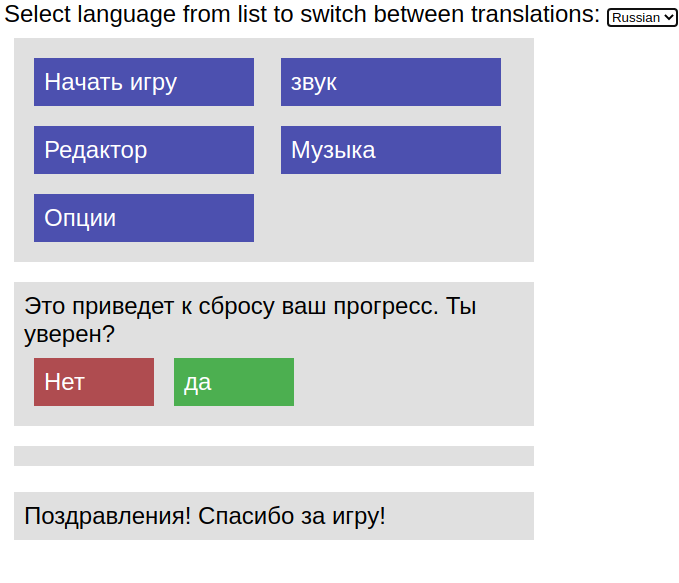 Select language from list to switch between translations: Russian
Начать игру
звук
Редактор
Музыка
Опции
Это приведет к сбросу ваш прогресс. Ты
уверен?
Нет
да
Поздравления! Спасибо за игру!